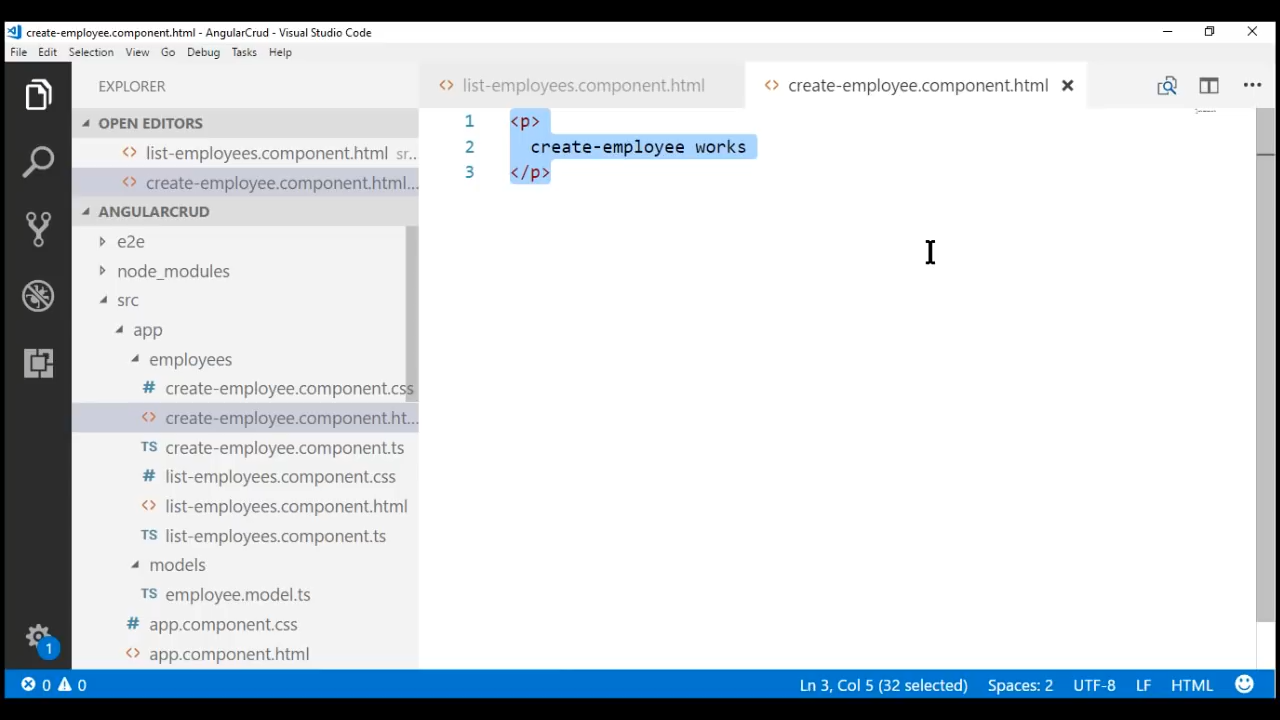 create-employee.component.html - AngularCrud - Visual Studio Code
File Edit Selection View Go Debug Tasks Help
EXPLORER
list-employees.component.html
create-employee.component.html
OPEN EDITORS
list-employees.component.html sr...
create-employee.component.html...
ANGULARCRUD
e2e
node_modules
src
app
employees
# create-employee.component.css
<> create-employee.component.ht...
TS create-employee.component.ts
# list-employees.component.css
<> list-employees.component.html
TS list-employees.component.ts
models
TS employee.model.ts
# app.component.css
<> app.component.html
1 <p>
2 create-employee works
3 </p>
1
0 0
Ln 3, Col 5 (32 selected) Spaces: 2 UTF-8 LF HTML